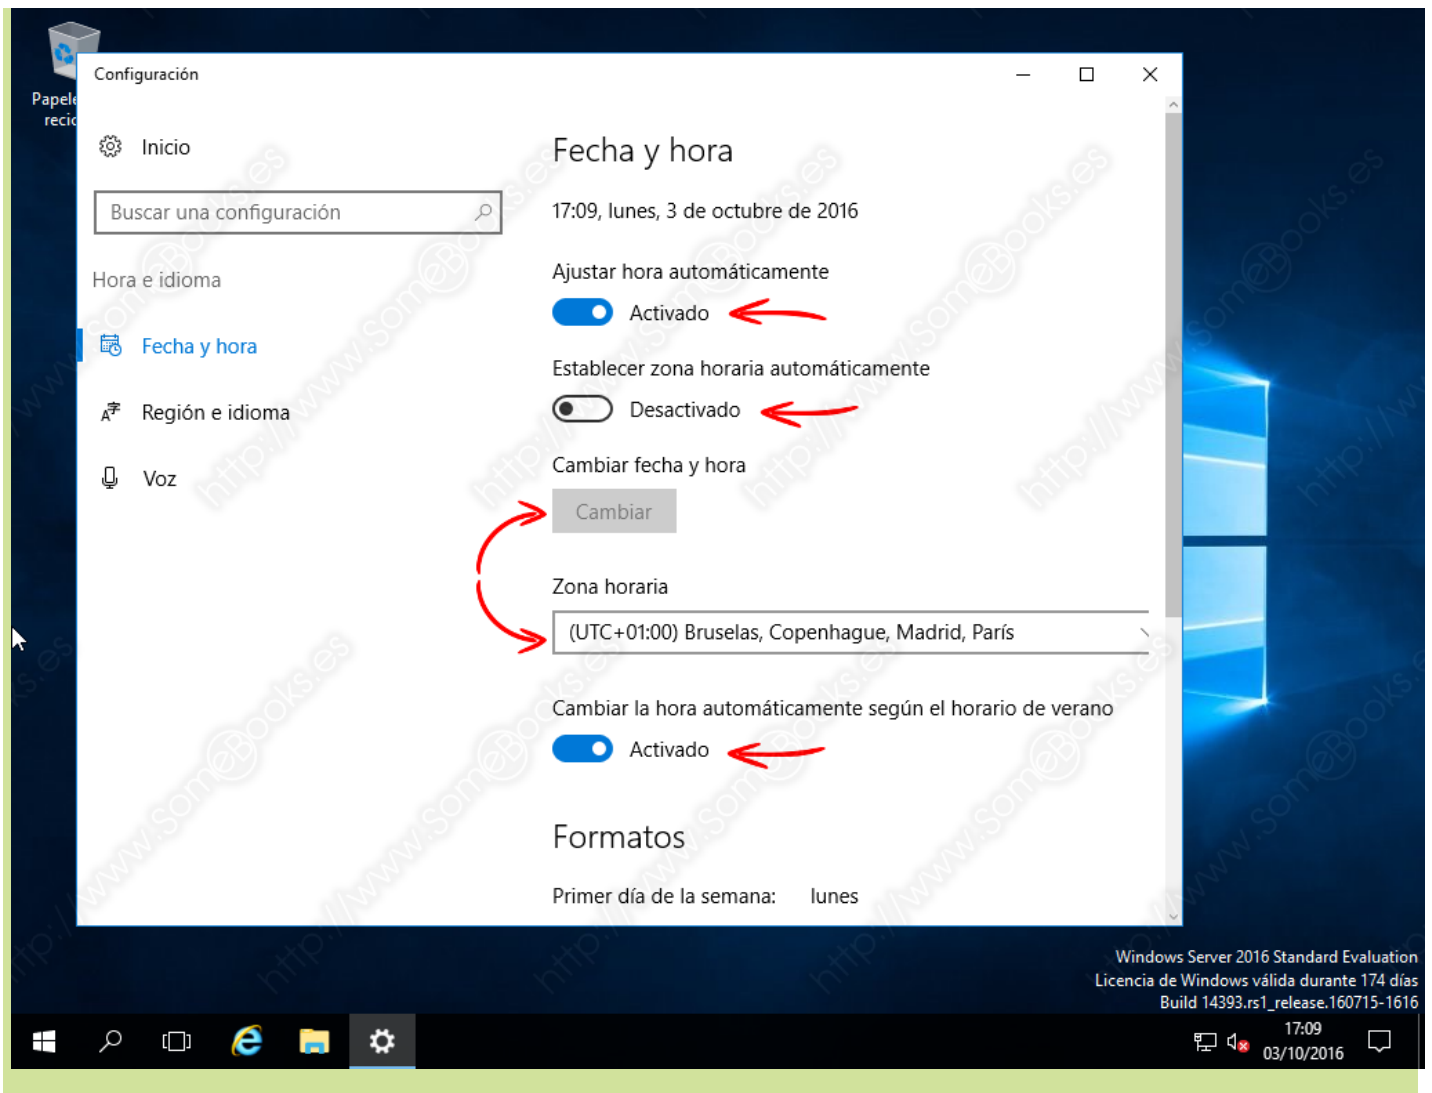 Papele
recic
Configuración
Inicio
Buscar una configuración
Hora e idioma
Fecha y hora
Región e idioma
Voz
Fecha y hora
17:09, lunes, 3 de octubre de 2016
Ajustar hora automáticamente
Activado
Establecer zona horaria automáticamente
Desactivado
Cambiar fecha y hora
Cambiar
Zona horaria
(UTC+01:00) Bruselas, Copenhague, Madrid, París
Cambiar la hora automáticamente según el horario de verano
Activado
Formatos
Primer día de la semana: lunes
Windows Server 2016 Standard Evaluation
Licencia de Windows válida durante 174 días
Build 14393.rs1_release.160715-1616
17:09
03/10/2016
http://www.SomeBooks.es